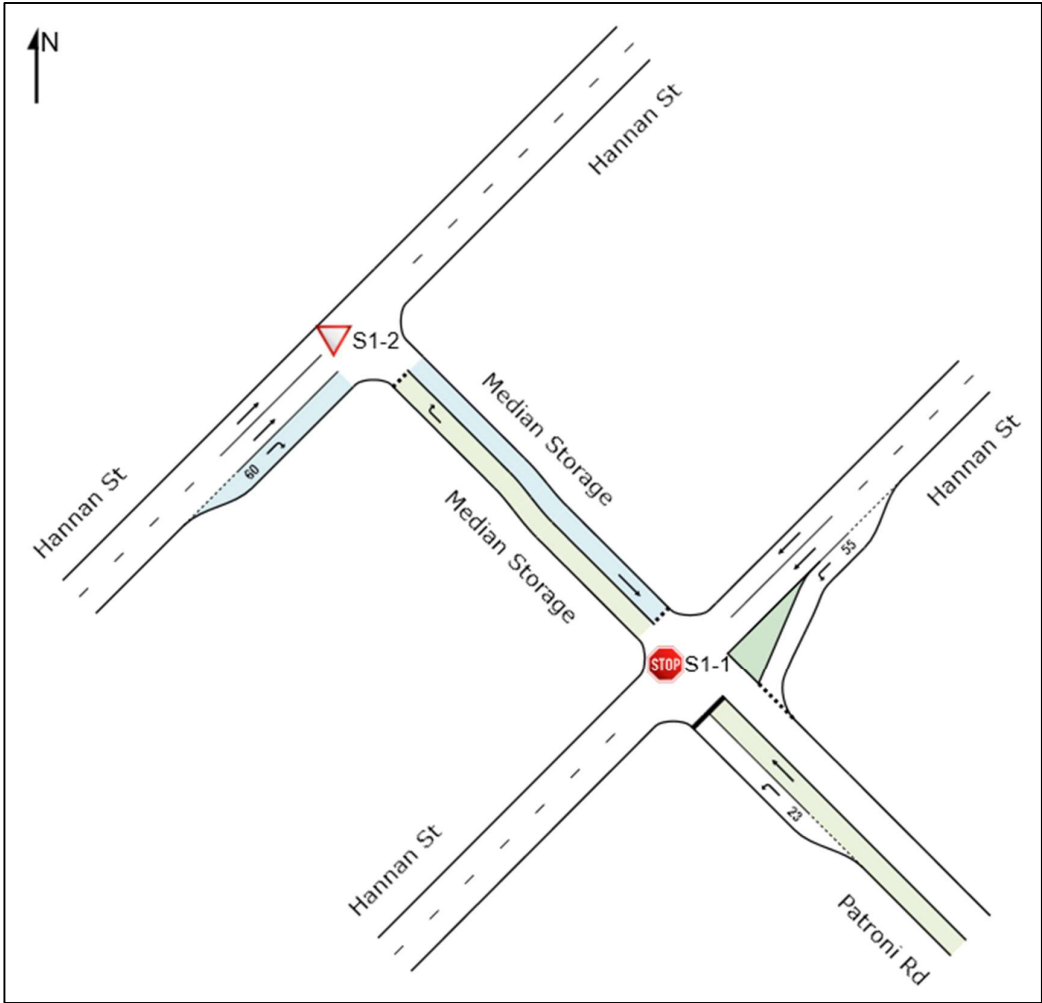 N
Hannan St
S1-2
Median Storage
Hannan St
60
Hannan St
Median Storage
55
STOP
S1-1
23
Hannan St
Patroni Rd